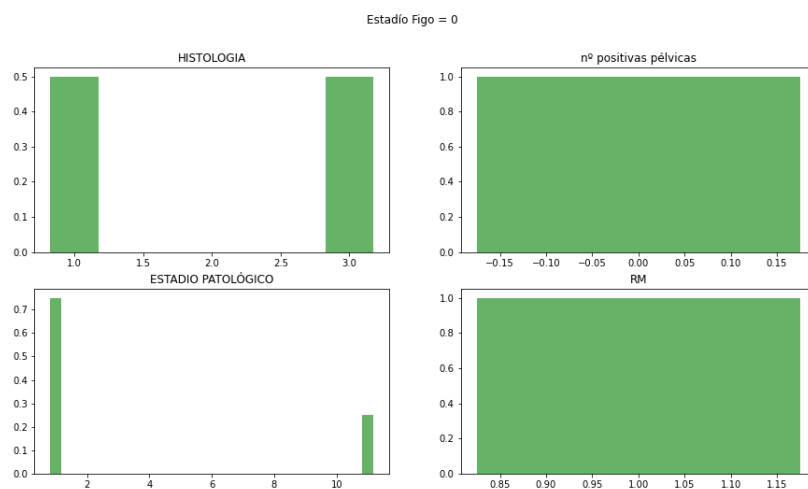 Estadío Figo = 0
HISTOLOGIA
0.5
0.4
0.3
0.2
0.1
0.0
1.0 1.5 2.0 2.5 3.0
nº positivas pélvicas
1.0
0.8
0.6
0.4
0.2
0.0
−0.15 −0.10 −0.05 0.00 0.05 0.10 0.15
ESTADIO PATOLÓGICO
0.7
0.6
0.5
0.4
0.3
0.2
0.1
0.0
2 4 6 8 10
RM
1.0
0.8
0.6
0.4
0.2
0.0
0.85 0.90 0.95 1.00 1.05 1.10 1.15